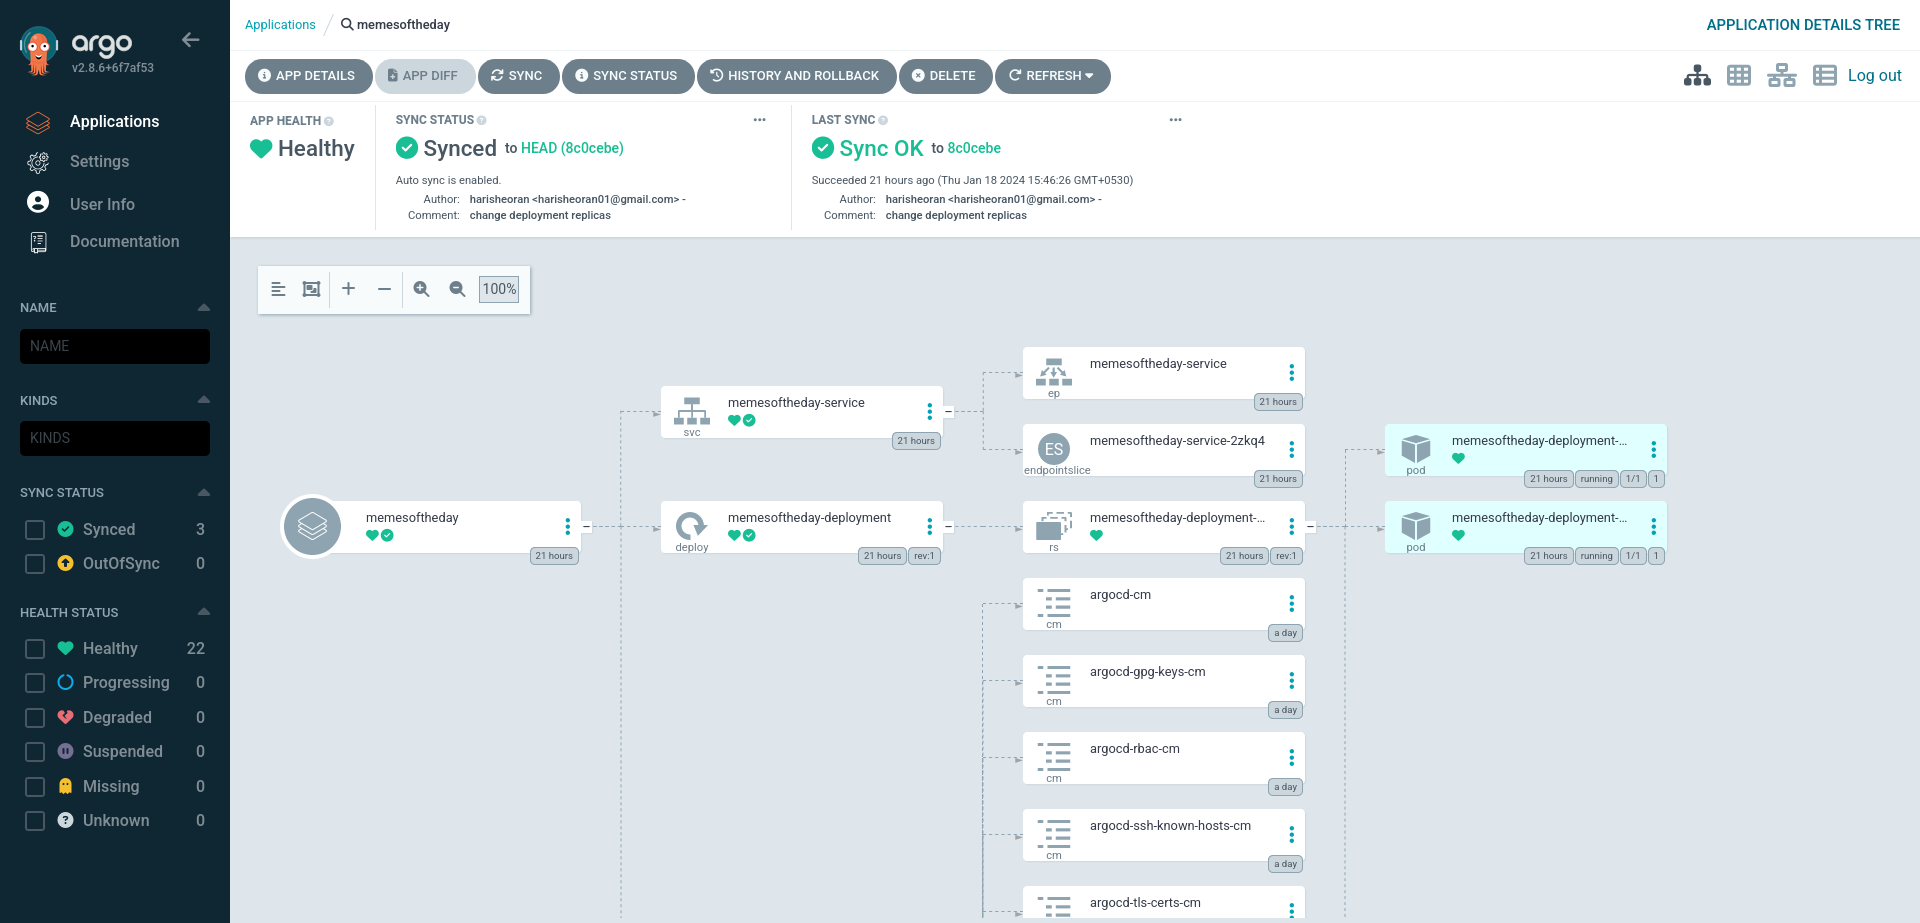 argo
v2.8.6+6f7af53
Applications
Settings
User Info
Documentation
NAME
NAME
KINDS
KINDS
SYNC STATUS
Synced 3
OutOfSync 0
HEALTH STATUS
Healthy 22
Progressing 0
Degraded 0
Suspended 0
Missing 0
Unknown 0
Applications / memesoftheday
APPLICATION DETAILS TREE
APP DETAILS APP DIFF SYNC SYNC STATUS HISTORY AND ROLLBACK DELETE REFRESH
Log out
APP HEALTH
Healthy
SYNC STATUS
Synced to HEAD (8c0cebe)
Auto sync is enabled.
Author: harisheoran <harisheoran01@gmail.com> -
Comment: change deployment replicas
LAST SYNC
Sync OK to 8c0cebe
Succeeded 21 hours ago (Thu Jan 18 2024 15:46:26 GMT+0530)
Author: harisheoran <harisheoran01@gmail.com> -
Comment: change deployment replicas
100%
memesoftheday
21 hours
memesoftheday-service
svc
21 hours
memesoftheday-deployment
deploy
21 hours rev:1
memesoftheday-service
ep
21 hours
ES
memesoftheday-service-2zkq4
endpointslice
21 hours
memesoftheday-deployment-...
rs
21 hours rev:1
memesoftheday-deployment-...
pod
21 hours running 1/1 1
memesoftheday-deployment-...
pod
21 hours running 1/1 1
argocd-cm
cm
a day
argocd-gpg-keys-cm
cm
a day
argocd-rbac-cm
cm
a day
argocd-ssh-known-hosts-cm
cm
a day
argocd-tls-certs-cm